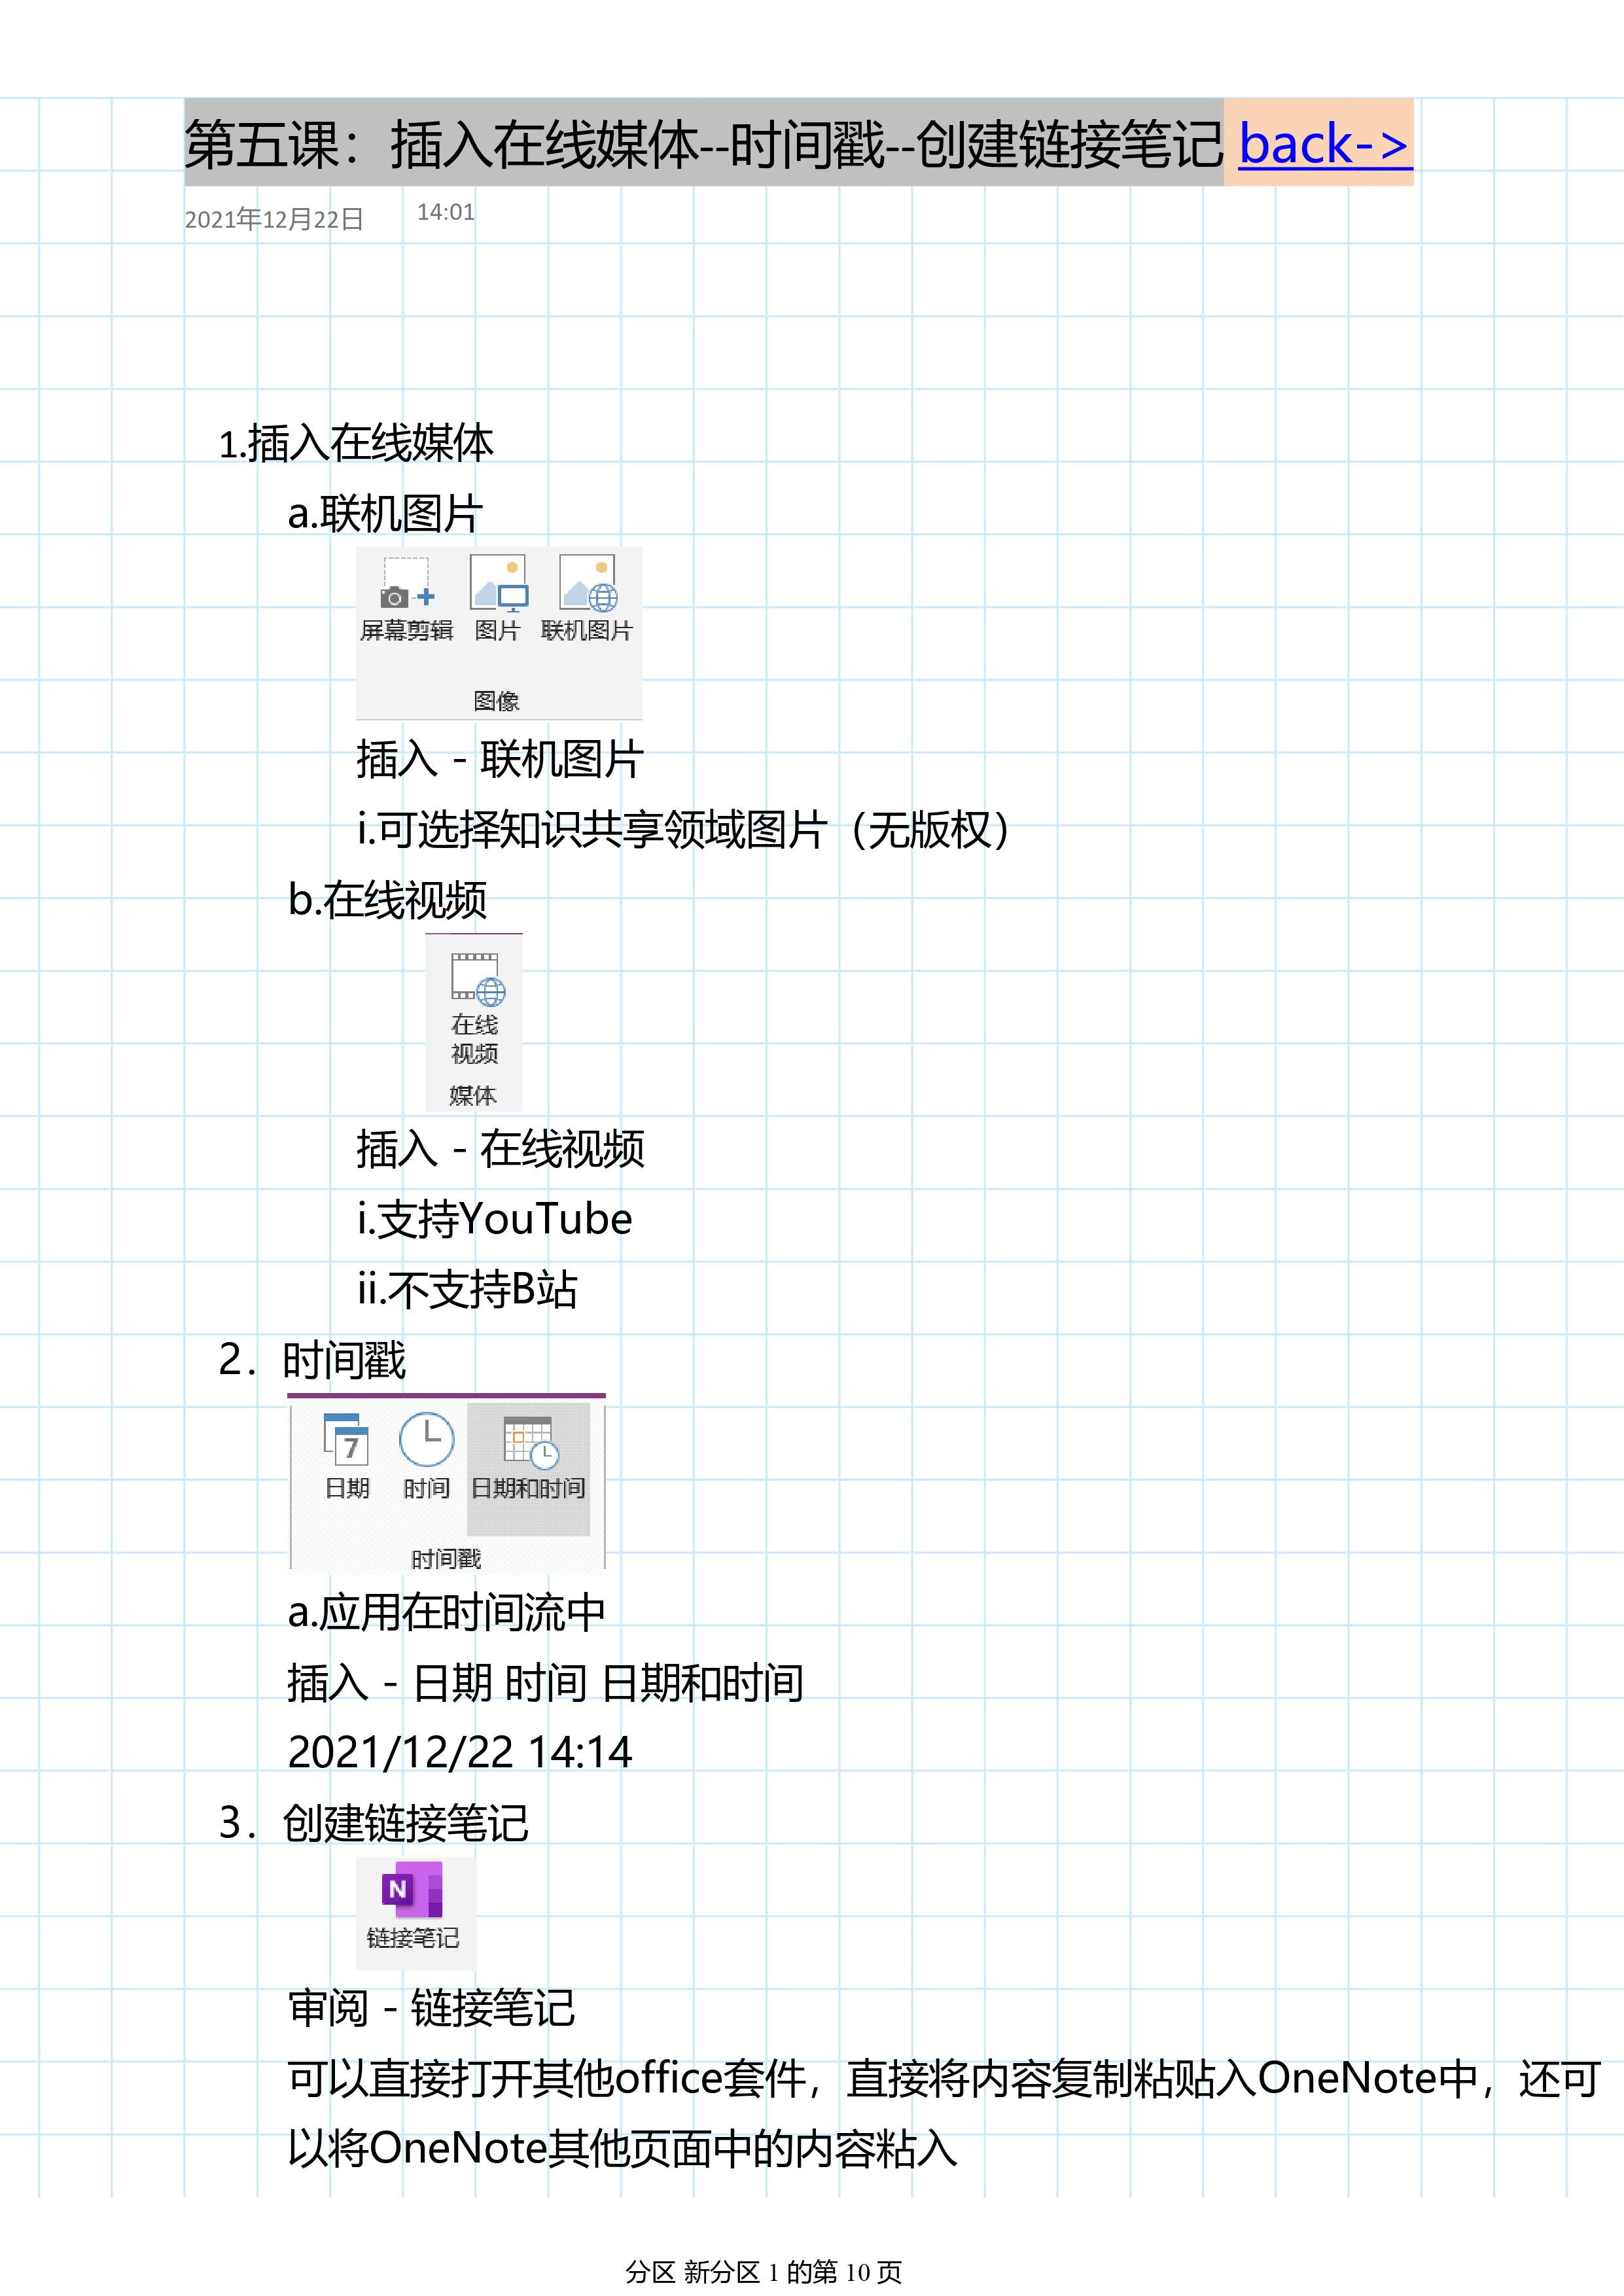 第五课：插入在线媒体--时间戳--创建链接笔记 back->
2021年12月22日 14:01
1.插入在线媒体
a.联机图片
屏幕剪辑 图片 联机图片
图像
插入 - 联机图片
i.可选择知识共享领域图片（无版权）
b.在线视频
在线
视频
媒体
插入 - 在线视频
i.支持YouTube
ii.不支持B站
2. 时间戳
7
日期 时间 日期和时间
时间戳
a.应用在时间流中
插入 - 日期 时间 日期和时间
2021/12/22 14:14
3. 创建链接笔记
N
链接笔记
审阅 - 链接笔记
可以直接打开其他office套件，直接将内容复制粘贴入OneNote中，还可
以将OneNote其他页面中的内容粘入
分区 新分区 1 的第 10 页